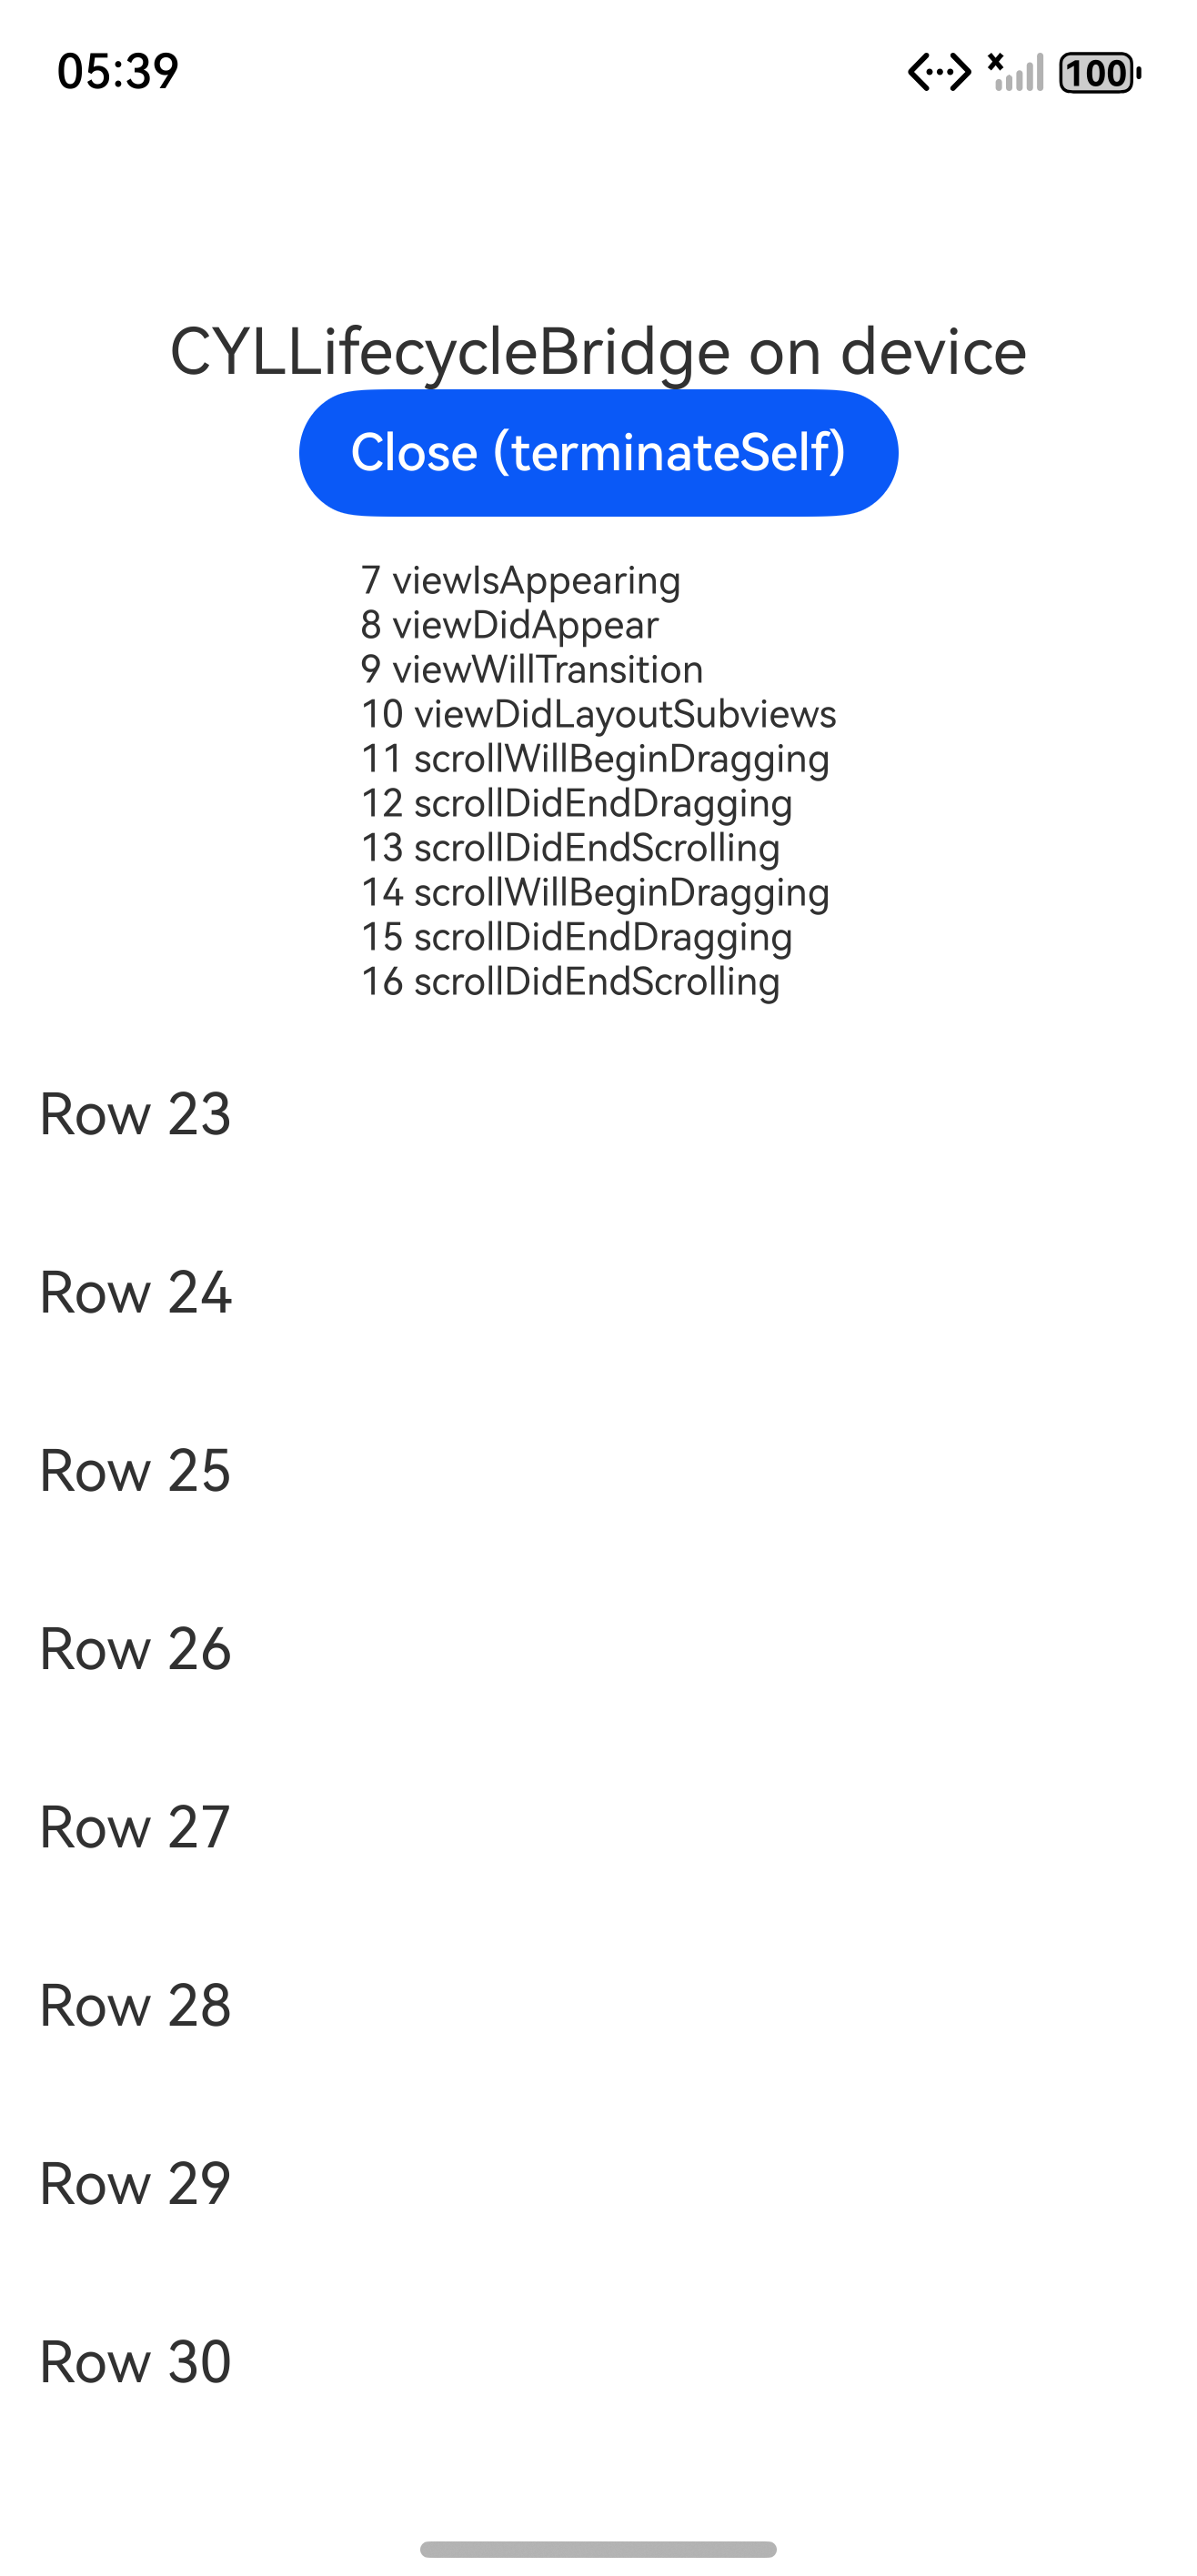 05:39
100
CYLLifecycleBridge on device
Close (terminateSelf)
7 viewIsAppearing
8 viewDidAppear
9 viewWillTransition
10 viewDidLayoutSubviews
11 scrollWillBeginDragging
12 scrollDidEndDragging
13 scrollDidEndScrolling
14 scrollWillBeginDragging
15 scrollDidEndDragging
16 scrollDidEndScrolling
Row 23
Row 24
Row 25
Row 26
Row 27
Row 28
Row 29
Row 30